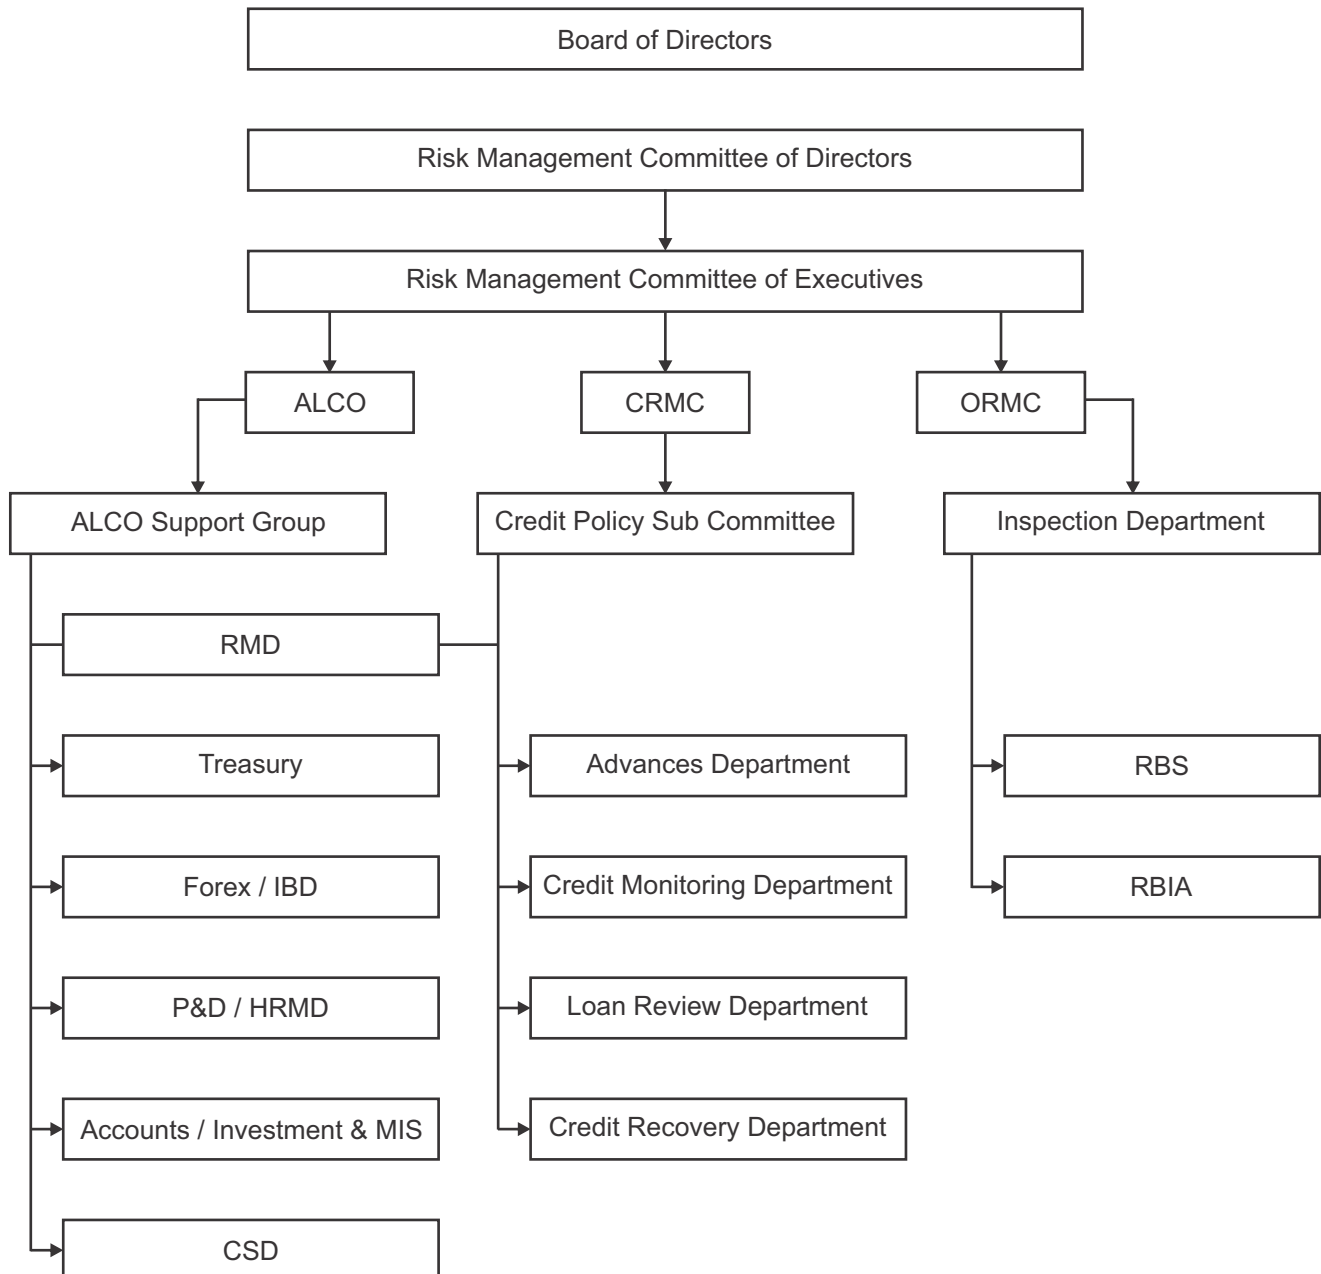 Board of Directors
Risk Management Committee of Directors
Risk Management Committee of Executives
ALCO
CRMC
ORMC
ALCO Support Group
Credit Policy Sub Committee
Inspection Department
RMD
Treasury
Advances Department
RBS
Forex / IBD
Credit Monitoring Department
RBIA
P&D / HRMD
Loan Review Department
Accounts / Investment & MIS
Credit Recovery Department
CSD